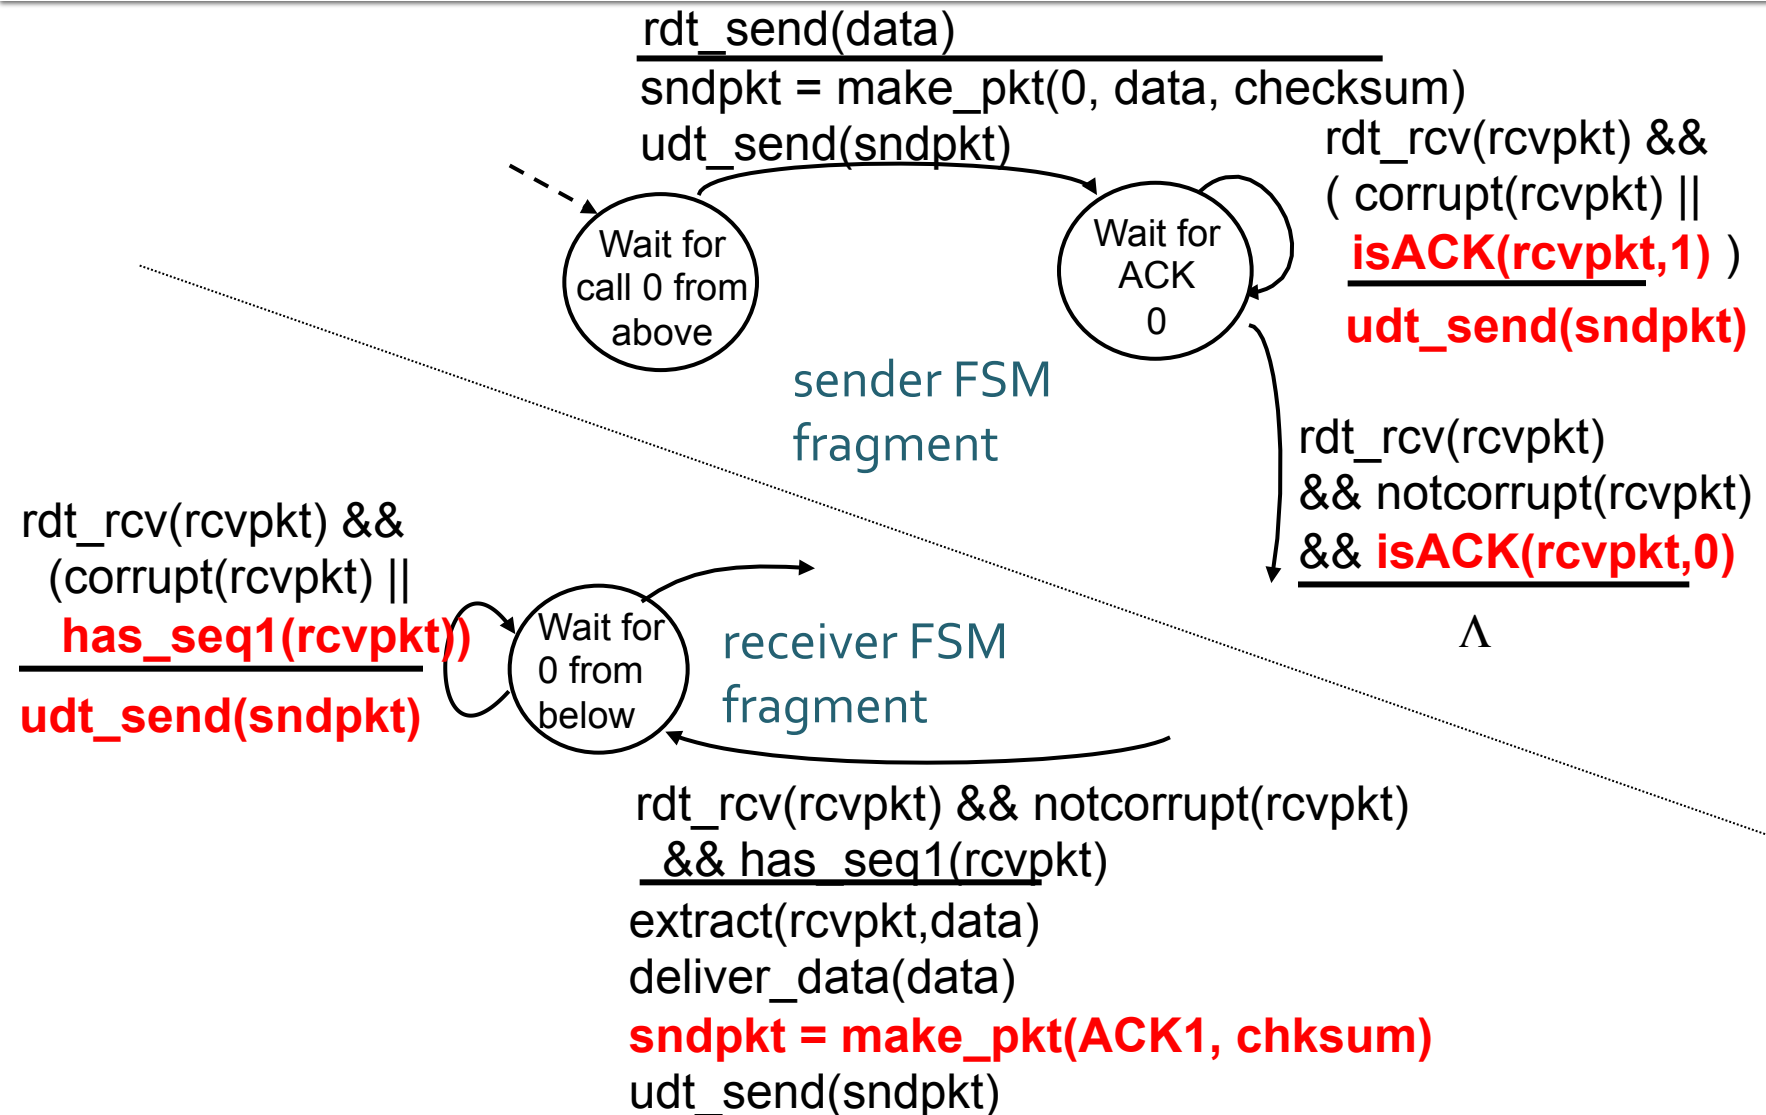 rdt_send(data)
sndpkt = make_pkt(0, data, checksum)
udt_send(sndpkt)
rdt_rcv(rcvpkt) &&
( corrupt(rcvpkt) ||
isACK(rcvpkt,1) )
udt_send(sndpkt)
Wait for
call 0 from
above
Wait for
ACK
0
sender FSM
fragment
rdt_rcv(rcvpkt)
&& notcorrupt(rcvpkt)
&& isACK(rcvpkt,0)
Λ
rdt_rcv(rcvpkt) &&
(corrupt(rcvpkt) ||
has_seq1(rcvpkt))
udt_send(sndpkt)
Wait for
0 from
below
receiver FSM
fragment
rdt_rcv(rcvpkt) && notcorrupt(rcvpkt)
&& has_seq1(rcvpkt)
extract(rcvpkt,data)
deliver_data(data)
sndpkt = make_pkt(ACK1, chksum)
udt_send(sndpkt)